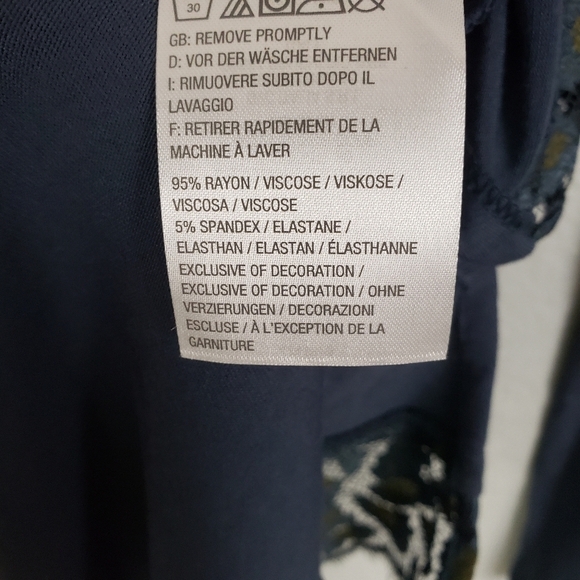 30
GB: REMOVE PROMPTLY
D: VOR DER WÄSCHE ENTFERNEN
I: RIMUOVERE SUBITO DOPO IL
LAVAGGIO
F: RETIRER RAPIDEMENT DE LA
MACHINE À LAVER
95% RAYON / VISCOSE / VISKOSE /
VISCOSA / VISCOSE
5% SPANDEX / ELASTANE /
ELASTHAN / ELASTAN / ÉLASTHANNE
EXCLUSIVE OF DECORATION /
EXCLUSIVE OF DECORATION / OHNE
VERZIERUNGEN / DECORAZIONI
ESCLUSE / À L'EXCEPTION DE LA
GARNITURE